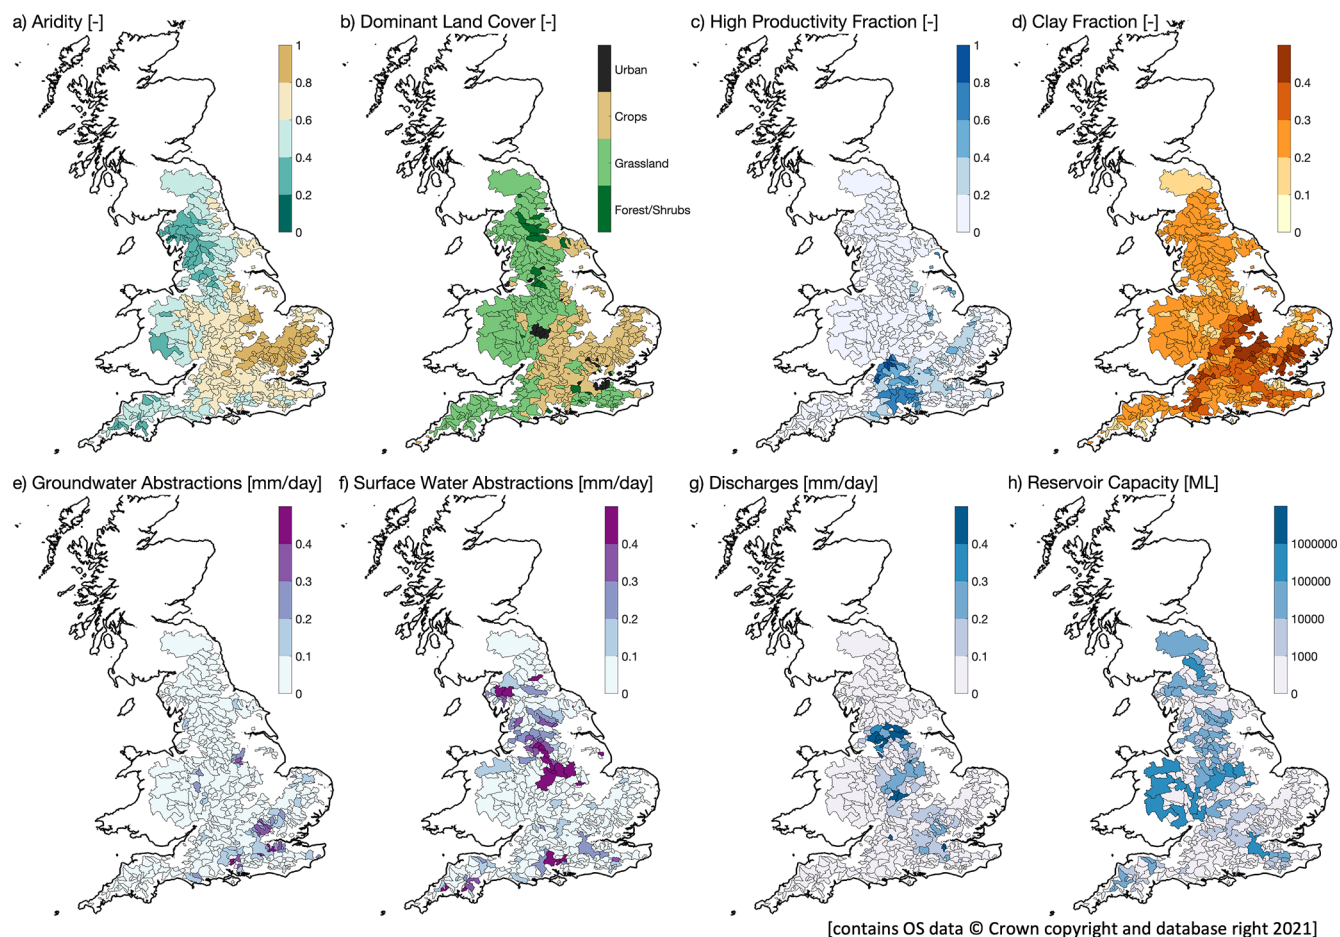 a) Aridity [-]
1
0.8
0.6
0.4
0.2
0
b) Dominant Land Cover [-]
Urban
Crops
Grassland
Forest/Shrubs
c) High Productivity Fraction [-]
1
0.8
0.6
0.4
0.2
0
d) Clay Fraction [-]
0.4
0.3
0.2
0.1
0
e) Groundwater Abstractions [mm/day]
0.4
0.3
0.2
0.1
0
f) Surface Water Abstractions [mm/day]
0.4
0.3
0.2
0.1
0
g) Discharges [mm/day]
0.4
0.3
0.2
0.1
0
h) Reservoir Capacity [ML]
1000000
100000
10000
1000
0
[contains OS data © Crown copyright and database right 2021]